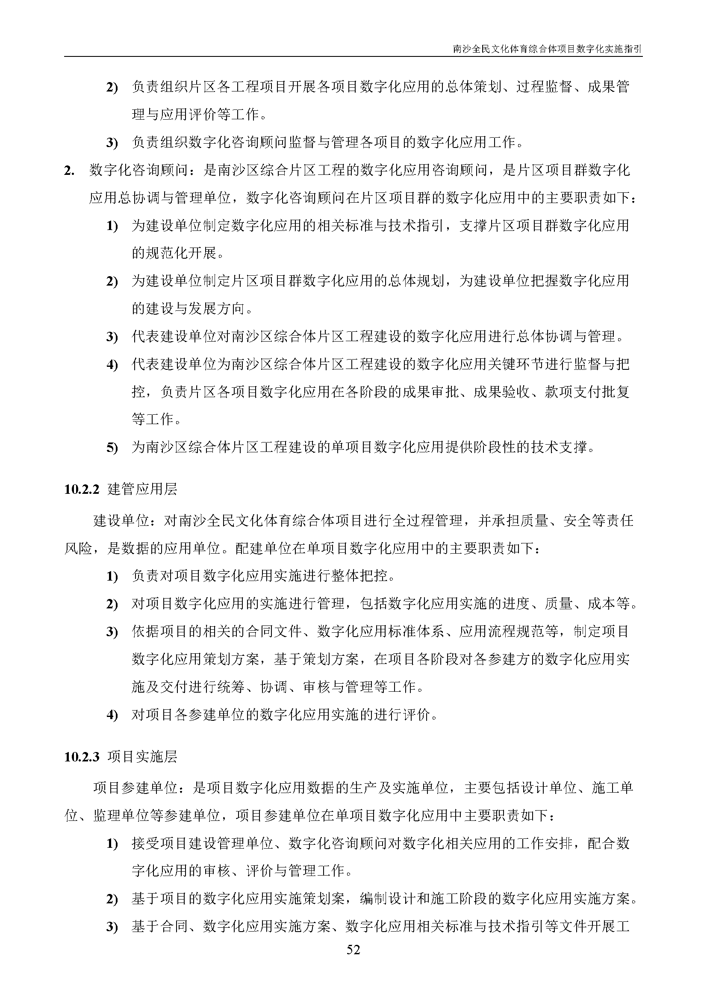 南沙全民文化体育综合体项目数字化实施指引
2) 负责组织片区各工程项目开展各项目数字化应用的总体策划、过程监督、成果管
理与应用评价等工作。
3) 负责组织数字化咨询顾问监督与管理各项目的数字化应用工作。
2. 数字化咨询顾问：是南沙区综合片区工程的数字化应用咨询顾问，是片区项目群数字化
应用总协调与管理单位，数字化咨询顾问在片区项目群的数字化应用中的主要职责如下：
1) 为建设单位制定数字化应用的相关标准与技术指引，支撑片区项目群数字化应用
的规范化开展。
2) 为建设单位制定片区项目群数字化应用的总体规划，为建设单位把握数字化应用
的建设与发展方向。
3) 代表建设单位对南沙区综合体片区工程建设的数字化应用进行总体协调与管理。
4) 代表建设单位为南沙区综合体片区工程建设的数字化应用关键环节进行监督与把
控，负责片区各项目数字化应用在各阶段的成果审批、成果验收、款项支付批复
等工作。
5) 为南沙区综合体片区工程建设的单项目数字化应用提供阶段性的技术支撑。
10.2.2 建管应用层
建设单位：对南沙全民文化体育综合体项目进行全过程管理，并承担质量、安全等责任
风险，是数据的应用单位。配建单位在单项目数字化应用中的主要职责如下：
1) 负责对项目数字化应用实施进行整体把控。
2) 对项目数字化应用的实施进行管理，包括数字化应用实施的进度、质量、成本等。
3) 依据项目的相关的合同文件、数字化应用标准体系、应用流程规范等，制定项目
数字化应用策划方案，基于策划方案，在项目各阶段对各参建方的数字化应用实
施及交付进行统筹、协调、审核与管理等工作。
4) 对项目各参建单位的数字化应用实施的进行评价。
10.2.3 项目实施层
项目参建单位：是项目数字化应用数据的生产及实施单位，主要包括设计单位、施工单
位、监理单位等参建单位，项目参建单位在单项目数字化应用中主要职责如下：
1) 接受项目建设管理单位、数字化咨询顾问对数字化相关应用的工作安排，配合数
字化应用的审核、评价与管理工作。
2) 基于项目的数字化应用实施策划案，编制设计和施工阶段的数字化应用实施方案。
3) 基于合同、数字化应用实施方案、数字化应用相关标准与技术指引等文件开展工
52